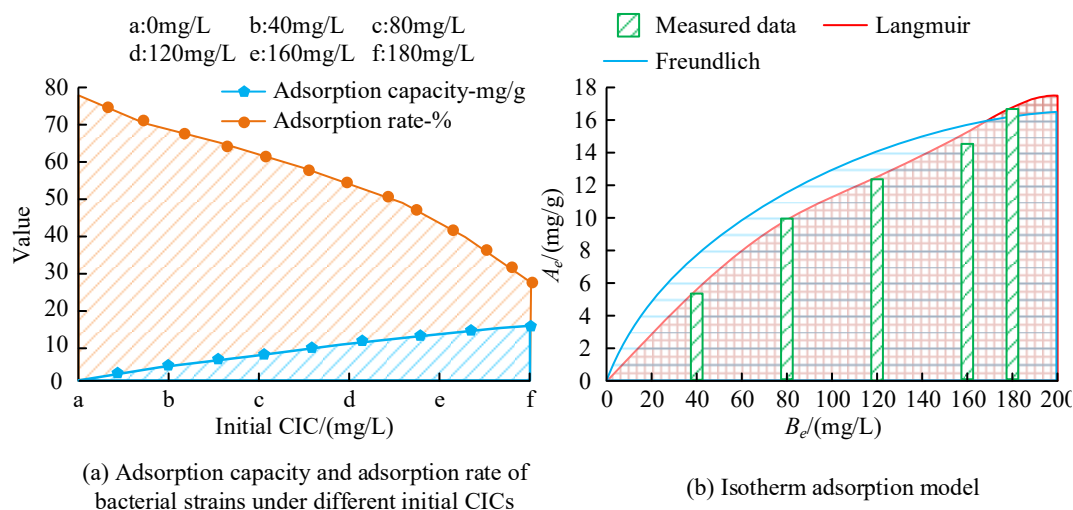 a:0mg/L b:40mg/L c:80mg/L
d:120mg/L e:160mg/L f:180mg/L
Adsorption capacity-mg/g
Adsorption rate-%
Value
80
70
60
50
40
30
20
10
0
a b c d e f
Initial CIC/(mg/L)
(a) Adsorption capacity and adsorption rate of
bacterial strains under different initial CICs
Measured data Langmuir
Freundlich
A_e/(mg/g)
18
16
14
12
10
8
6
4
2
0
0 20 40 60 80 100 120 140 160 180 200
B_e/(mg/L)
(b) Isotherm adsorption model